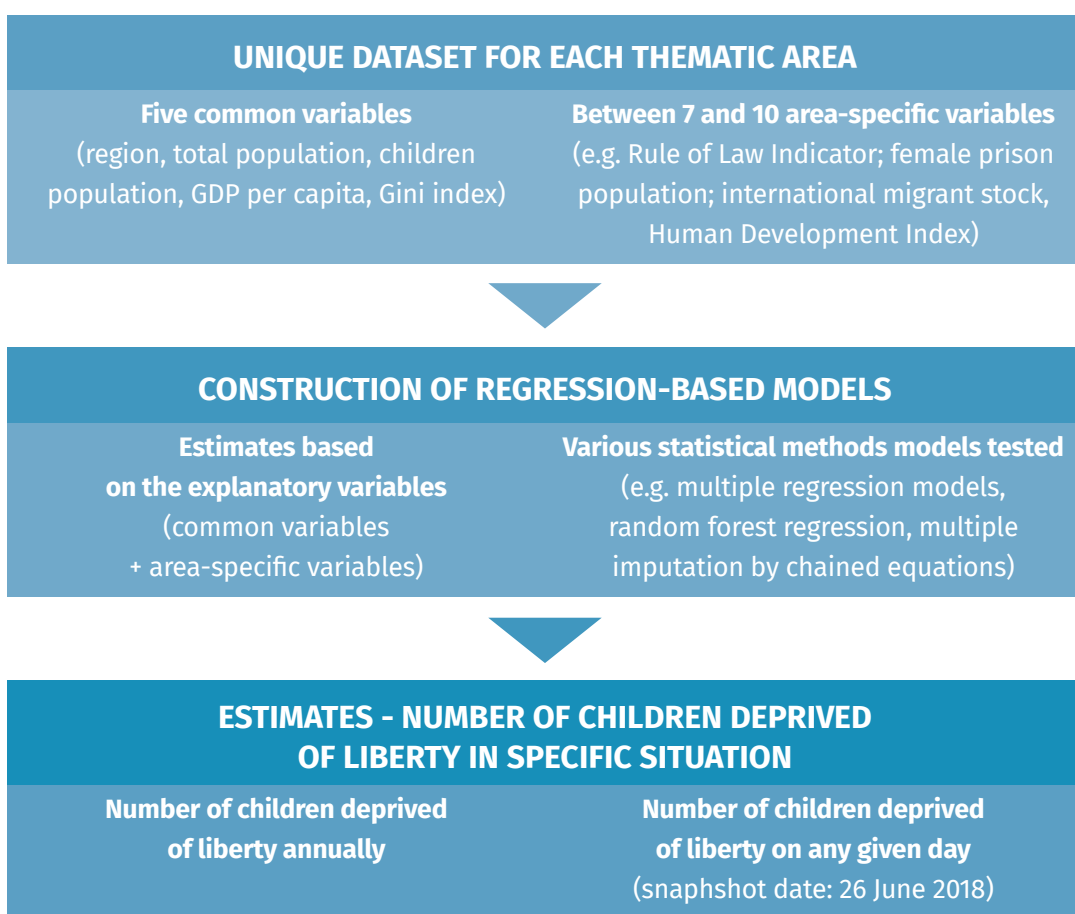 UNIQUE DATASET FOR EACH THEMATIC AREA
Five common variables
(region, total population, children
population, GDP per capita, Gini index)
Between 7 and 10 area-specific variables
(e.g. Rule of Law Indicator; female prison
population; international migrant stock,
Human Development Index)
CONSTRUCTION OF REGRESSION-BASED MODELS
Estimates based
on the explanatory variables
(common variables
+ area-specific variables)
Various statistical methods models tested
(e.g. multiple regression models,
random forest regression, multiple
imputation by chained equations)
ESTIMATES - NUMBER OF CHILDREN DEPRIVED
OF LIBERTY IN SPECIFIC SITUATION
Number of children deprived
of liberty annually
Number of children deprived
of liberty on any given day
(snaphshot date: 26 June 2018)